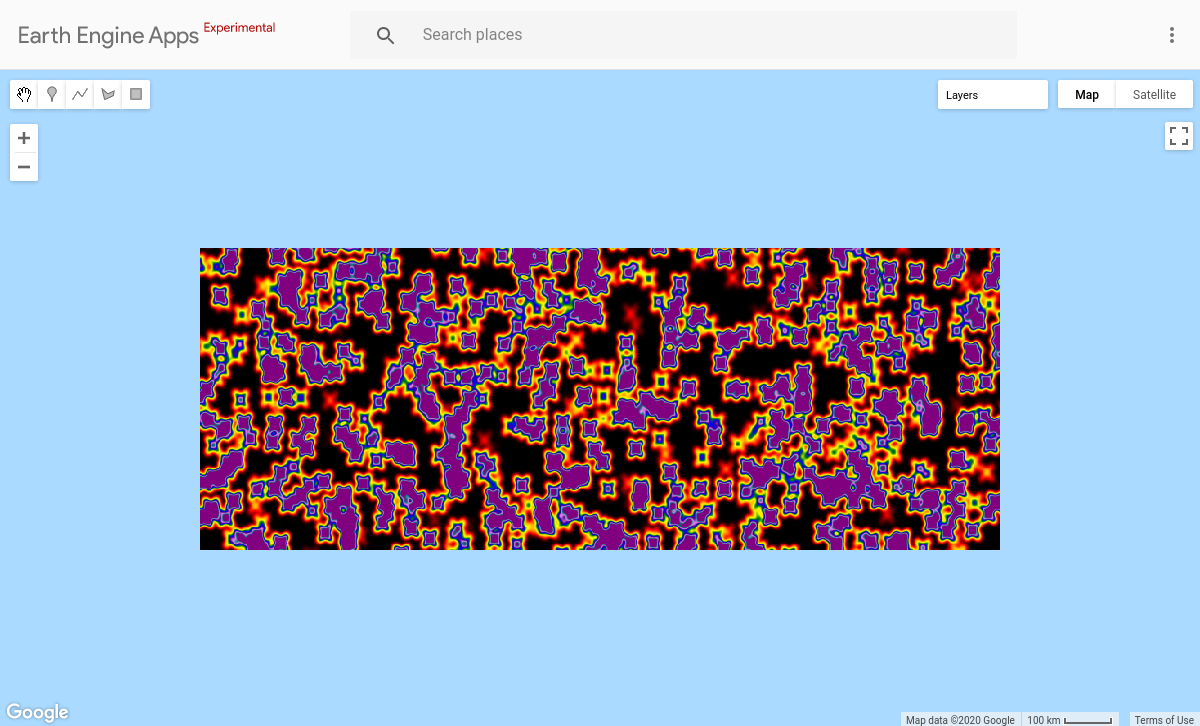 Earth Engine Apps Experimental
Search places
Layers
Map
Satellite
Google
Map data ©2020 Google
100 km
Terms of Use